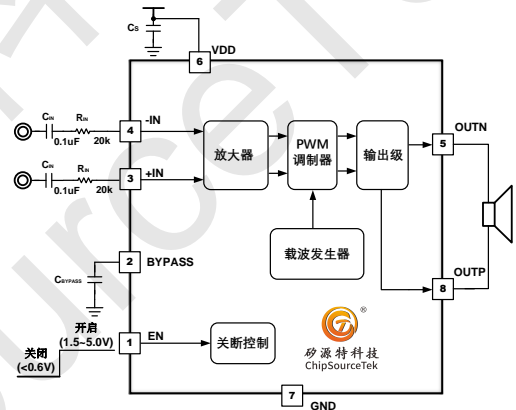 Cs
VDD
6
CIN
RIN
0.1uF
20k
4
-IN
CIN
RIN
0.1uF
20k
3
+IN
放大器
PWM
调制器
输出级
5
OUTN
载波发生器
2
BYPASS
CBYPASS
8
OUTP
开启
(1.5~5.0V)
关闭
(<0.6V)
1
EN
关断控制
®
矽源特科技
ChipSourceTek
7
GND